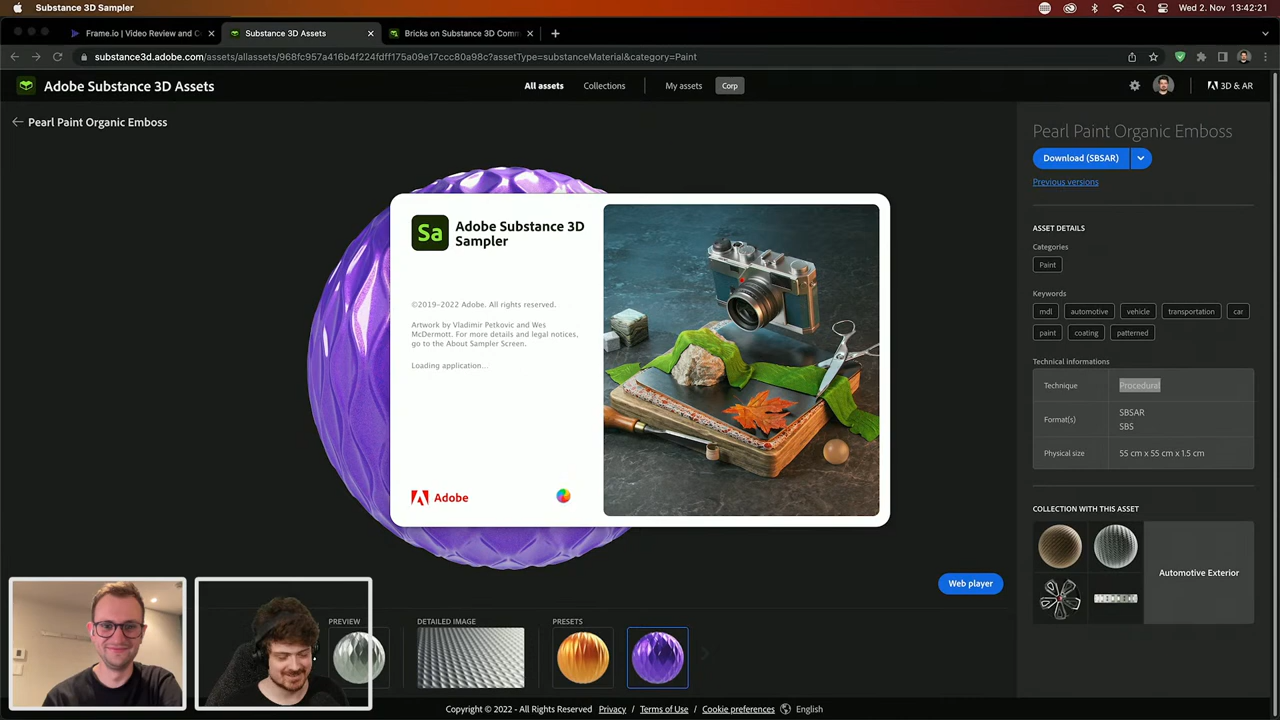 Substance 3D Sampler
Wed 2. Nov 13:42:21
Frame.io | Video Review and C
Substance 3D Assets
Bricks on Substance 3D Comm
substance3d.adobe.com/assets/allassets/968fc957a416b4f224fdff175a09e17ccc80a98c?assetType=substanceMaterial&category=Paint
Adobe Substance 3D Assets
All assets
Collections
My assets
Corp
3D & AR
Pearl Paint Organic Emboss
Pearl Paint Organic Emboss
Download (SBSAR)
Previous versions
ASSET DETAILS
Categories
Paint
Keywords
mdl automotive vehicle transportation car
paint coating patterned
Technical informations
Technique Procedural
Format(s) SBSAR
SBS
Physical size 55 cm x 55 cm x 1.5 cm
COLLECTION WITH THIS ASSET
Automotive Exterior
Sa
Adobe Substance 3D
Sampler
©2019-2022 Adobe. All rights reserved.
Artwork by Vladimir Petkovic and Wes
McDermott. For more details and legal notices,
go to the About Sampler Screen.
Loading application...
Adobe
Web player
PREVIEW
DETAILED IMAGE
PRESETS
Copyright © 2022 - All Rights Reserved Privacy / Terms of Use / Cookie preferences English